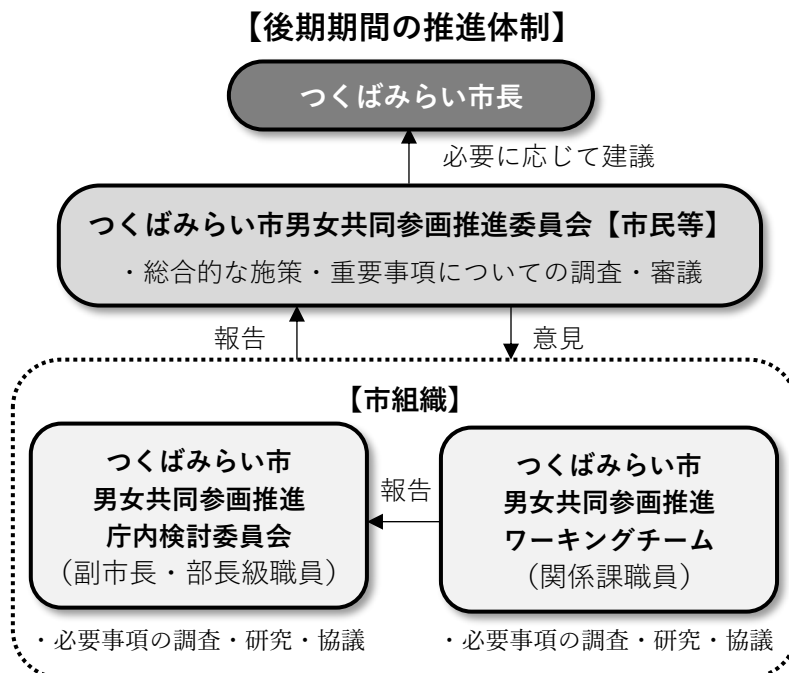 【後期期間の推進体制】
つくばみらい市長
必要に応じて建議
つくばみらい市男女共同参画推進委員会【市民等】
・総合的な施策・重要事項についての調査・審議
報告
意見
【市組織】
つくばみらい市
男女共同参画推進
庁内検討委員会
（副市長・部長級職員）
報告
つくばみらい市
男女共同参画推進
ワーキングチーム
（関係課職員）
・必要事項の調査・研究・協議
・必要事項の調査・研究・協議